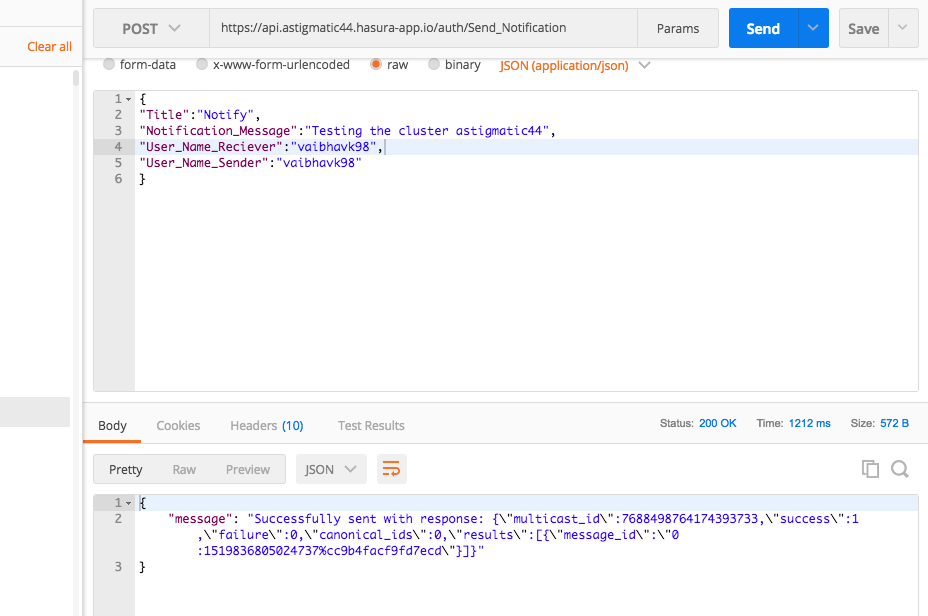 POST https://api.astigmatic44.hasura-app.io/auth/Send_Notification Params Send Save
Clear all
form-data x-www-form-urlencoded raw binary JSON (application/json)
1 {
2 "Title":"Notify",
3 "Notification_Message":"Testing the cluster astigmatic44",
4 "User_Name_Reciever":"vaibhavk98",
5 "User_Name_Sender":"vaibhavk98"
6 }
Body Cookies Headers (10) Test Results Status: 200 OK Time: 1212 ms Size: 572 B
Pretty Raw Preview JSON
1 {
2 "message": "Successfully sent with response: {\"multicast_id\":7688498764174393733,\"success\":1
,\"failure\":0,\"canonical_ids\":0,\"results\":[{\"message_id\":\"0
:1519836805024737%cc9b4facf9fd7ecd\"}]}"
3 }